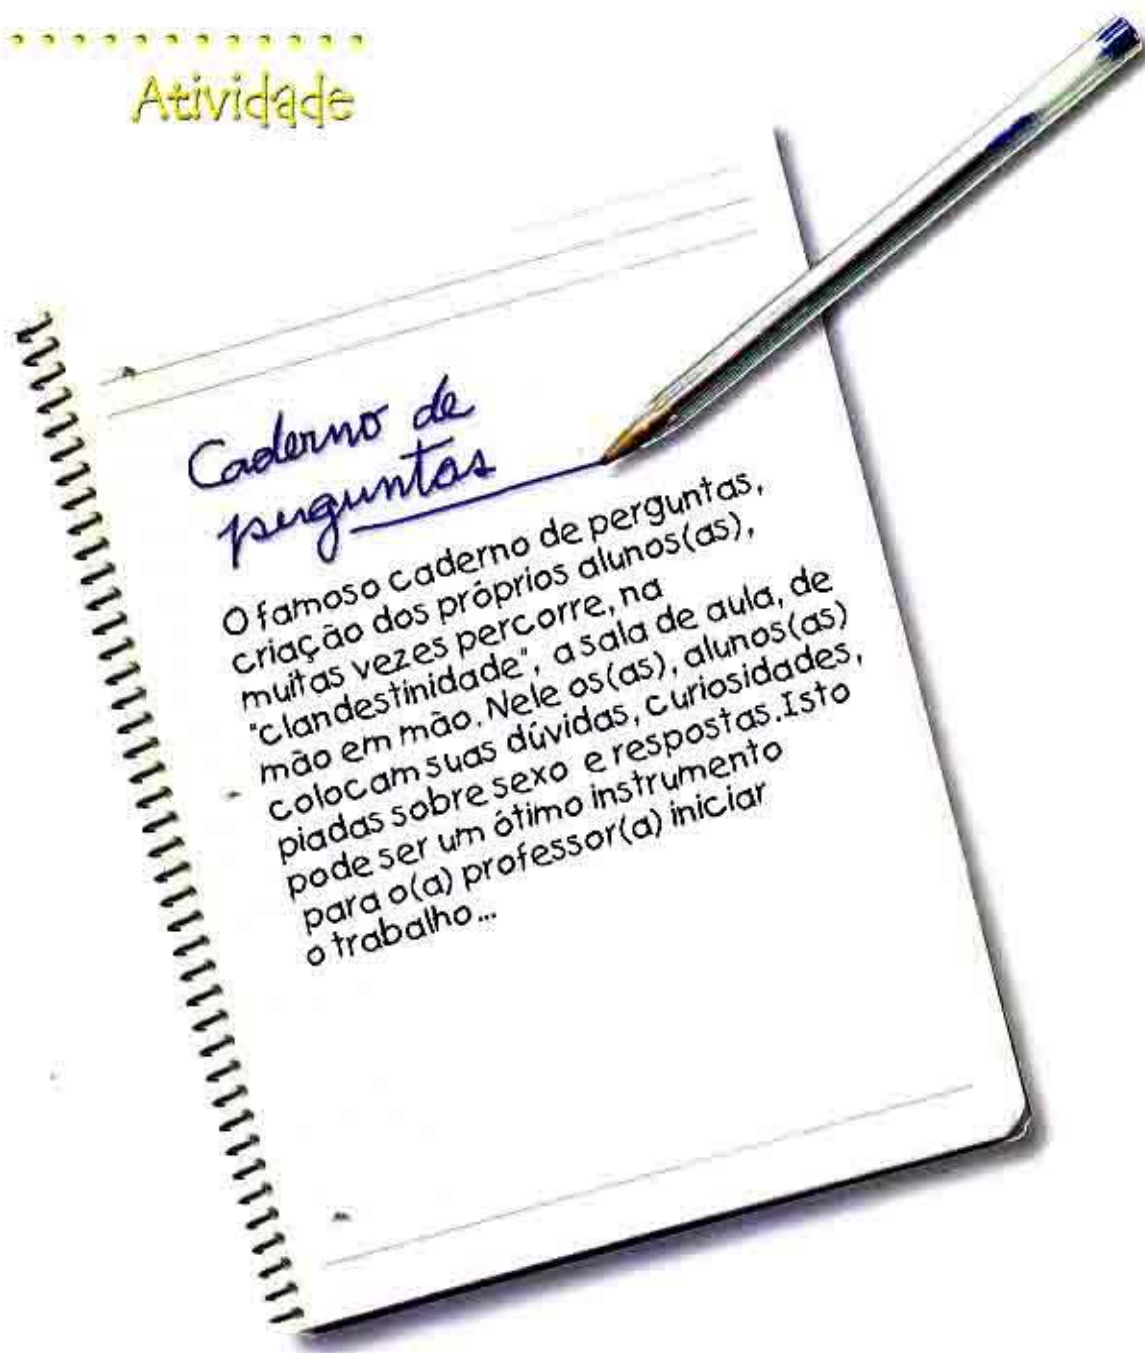 Atividade
Caderno de
perguntas
O famoso caderno de perguntas,
criação dos próprios alunos(as),
muitas vezes percorre, na
"clandestinidade", a sala de aula, de
mão em mão. Nele os(as), alunos(as)
colocam suas dúvidas, curiosidades,
piadas sobre sexo e respostas. Isto
pode ser um ótimo instrumento
para o(a) professor(a) iniciar
o trabalho...